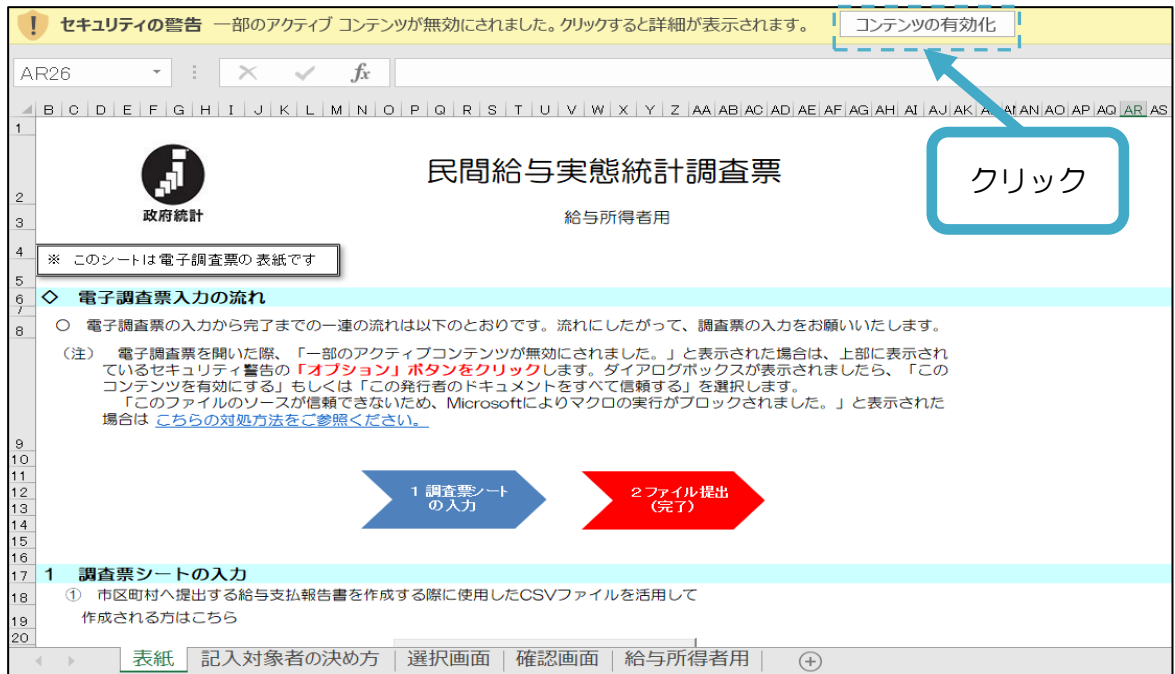 セキュリティの警告 一部のアクティブ コンテンツが無効にされました。クリックすると詳細が表示されます。 コンテンツの有効化
AR26 fx
B C D E F G H I J K L M N O P Q R S T U V W X Y Z AA AB AC AD AE AF AG AH AI AJ AK AN AO AP AQ AR AS
クリック
1
民間給与実態統計調査票
2
政府統計
給与所得者用
3
4
※ このシートは電子調査票の表紙です
5
6 ◇ 電子調査票入力の流れ
7
8 ○ 電子調査票の入力から完了までの一連の流れは以下のとおりです。流れにしたがって、調査票の入力をお願いいたします。
(注) 電子調査票を開いた際、「一部のアクティブコンテンツが無効にされました。」と表示された場合は、上部に表示され
ているセキュリティ警告の「オプション」ボタンをクリックします。ダイアログボックスが表示されましたら、「この
コンテンツを有効にする」もしくは「この発行者のドキュメントをすべて信頼する」を選択します。
「このファイルのソースが信頼できないため、Microsoftによりマクロの実行がブロックされました。」と表示された
場合は こちらの対処方法をご参照ください。
9
10
11
12 1 調査票シート 2ファイル提出
13 の入力 (完了)
14
15
16
17 1 調査票シートの入力
18 ① 市区町村へ提出する給与支払報告書を作成する際に使用したCSVファイルを活用して
19 作成される方はこちら
20
表紙 記入対象者の決め方 選択画面 確認画面 給与所得者用